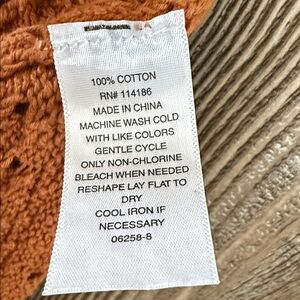 100% COTTON
RN# 114186
MADE IN CHINA
MACHINE WASH COLD
WITH LIKE COLORS
GENTLE CYCLE
ONLY NON-CHLORINE
BLEACH WHEN NEEDED
RESHAPE LAY FLAT TO
DRY
COOL IRON IF
NECESSARY
06258-8